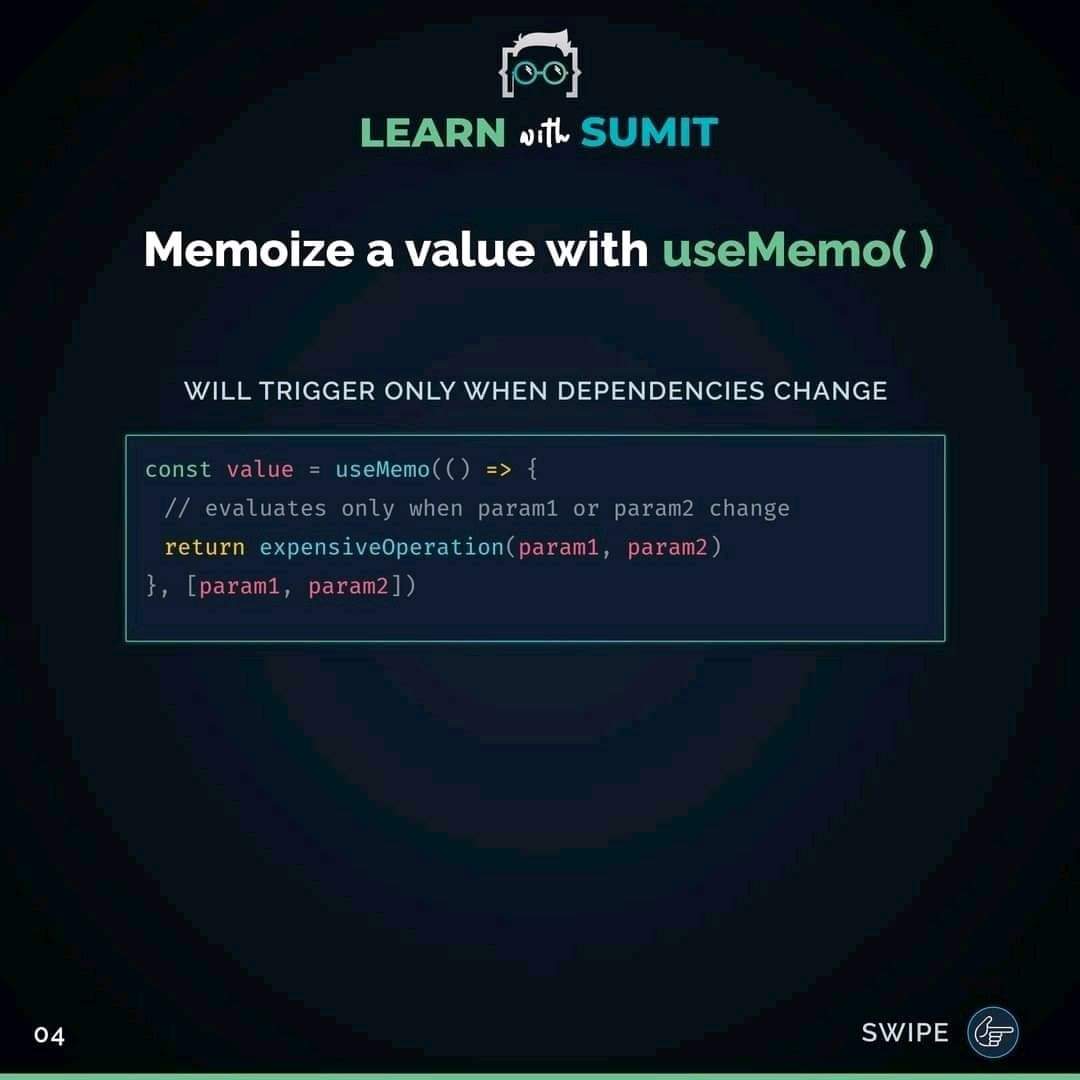 LEARN with SUMIT
Memoize a value with useMemo( )
WILL TRIGGER ONLY WHEN DEPENDENCIES CHANGE
const value = useMemo(() => {
  // evaluates only when param1 or param2 change
  return expensiveOperation(param1, param2)
}, [param1, param2])
04
SWIPE